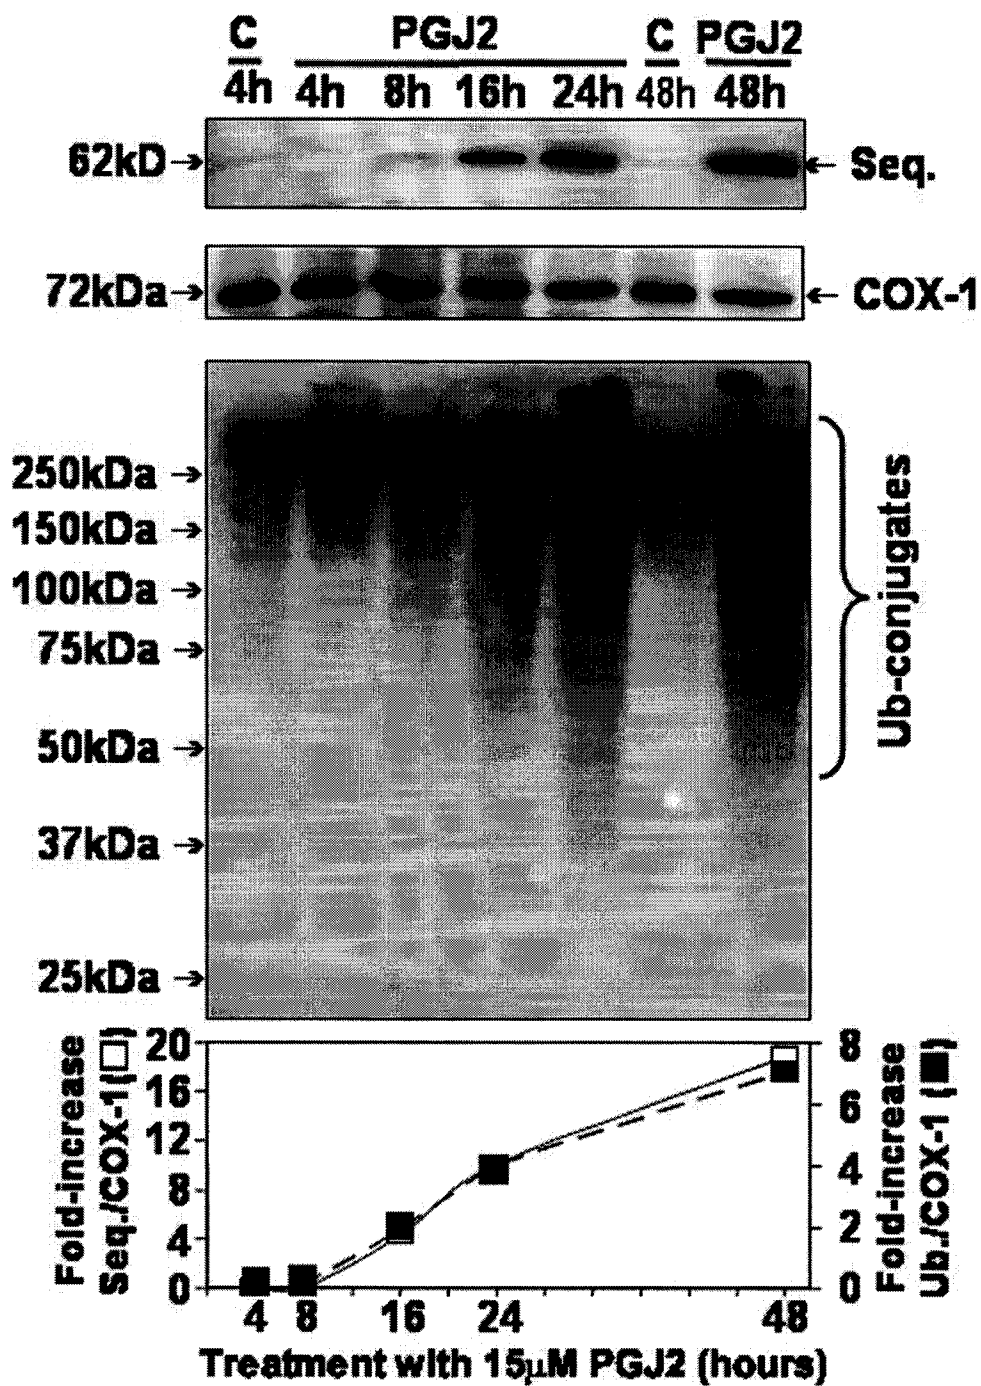 C PGJ2 C PGJ2
4h 4h 8h 16h 24h 48h 48h
62kD Seq.
72kDa COX-1
250kDa
150kDa
100kDa
75kDa
50kDa
37kDa
25kDa
Ub-conjugates
Fold-increase
Seq./COX-1(□)
20
16
12
8
4
0
8
6
4
2
0
Fold-increase
Ub./COX-1 (■)
4 8 16 24 48
Treatment with 15µM PGJ2 (hours)